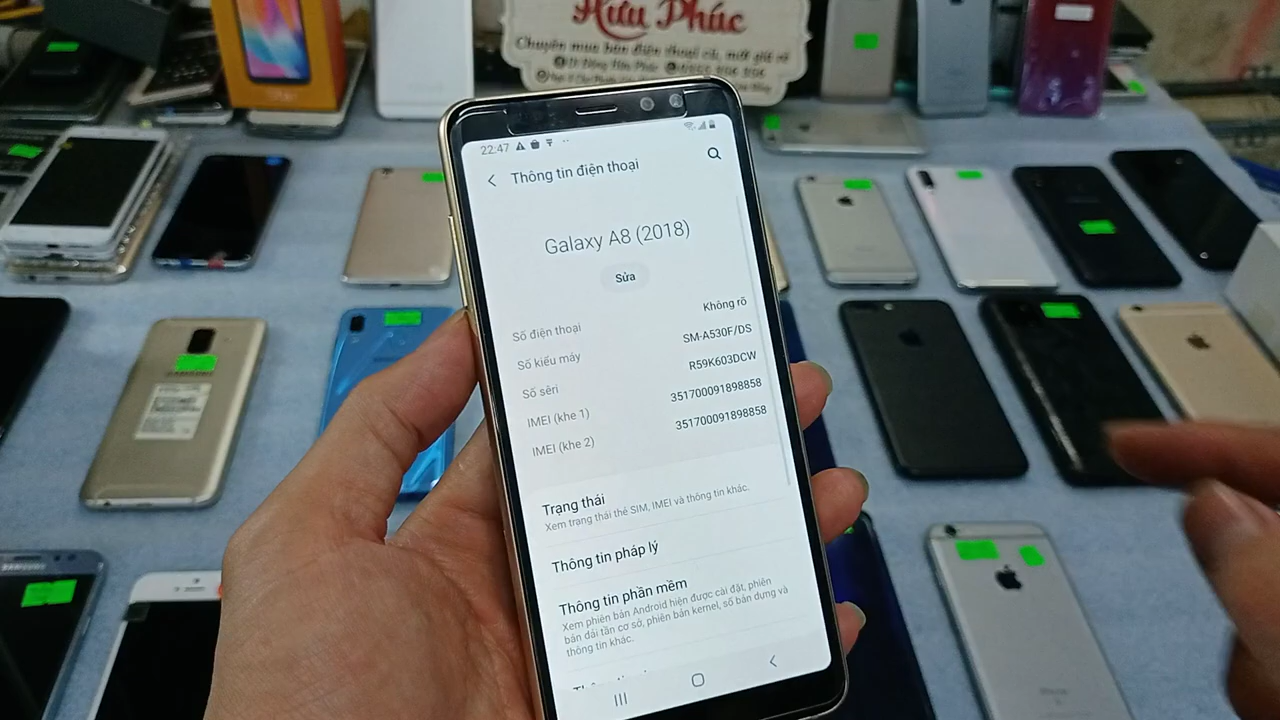 Hưu Phúc
Chuyên mua bán điện thoại cũ, mới giá sỉ
22:47
Thông tin điện thoại
Galaxy A8 (2018)
Sửa
Số điện thoại Không rõ
Số kiểu máy SM-A530F/DS
Số sêri R59K603DCW
IMEI (khe 1) 351700091898858
IMEI (khe 2) 351700091898858
Trạng thái
Xem trạng thái thẻ SIM, IMEI và thông tin khác.
Thông tin pháp lý
Thông tin phần mềm
Xem phiên bản Android hiện được cài đặt, phiên
bản dải tần cơ sở, phiên bản kernel, số bản dựng và
thông tin khác.
SAMSUNG